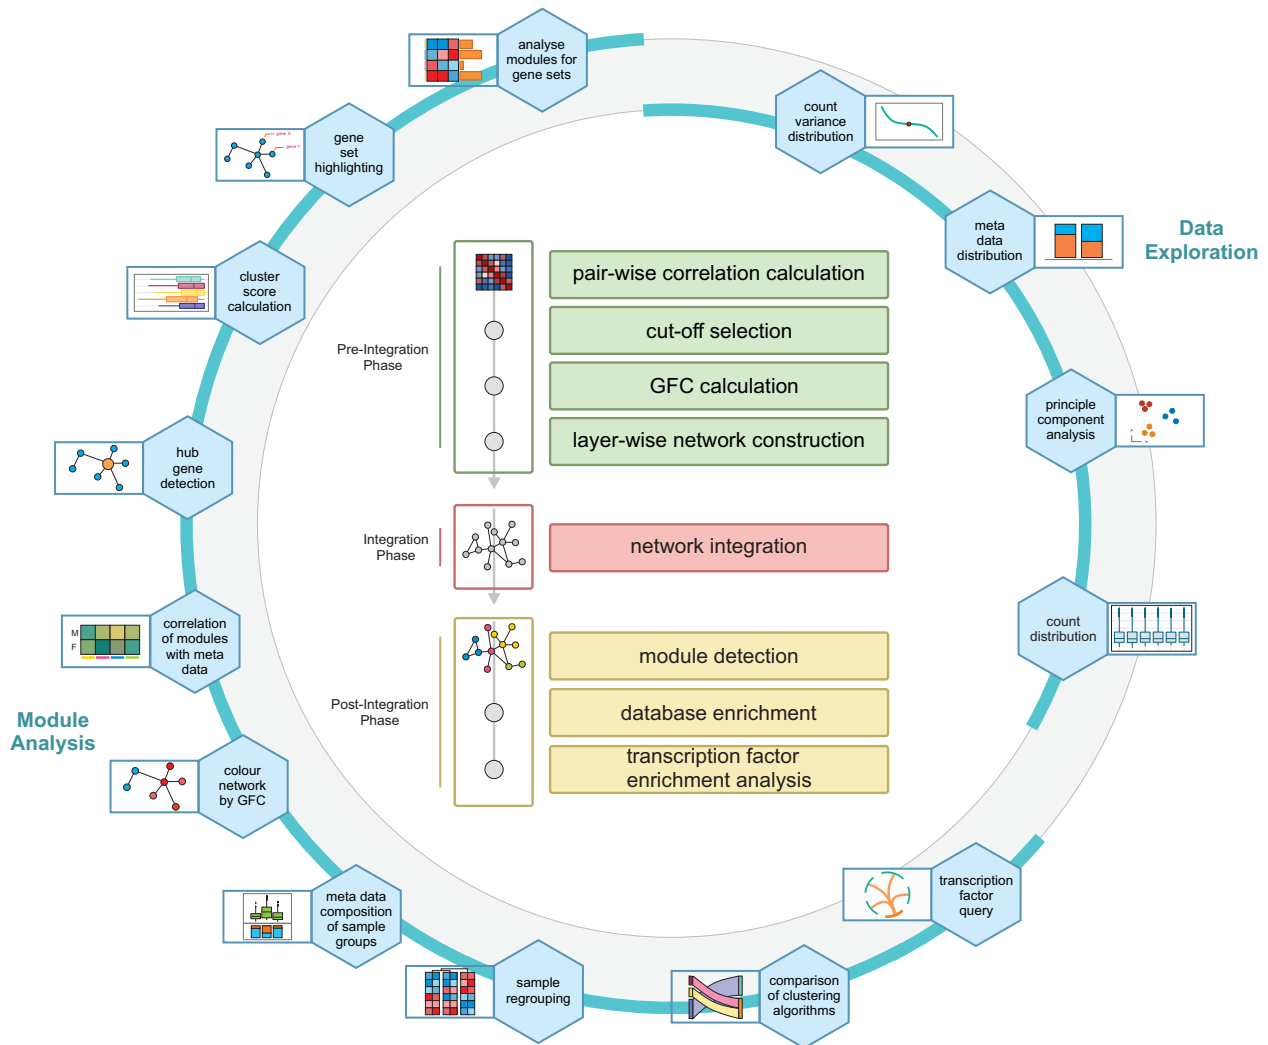 analyse
modules for
gene sets
count
variance
distribution
gene
set
highlighting
gene X
gene Y
meta
data
distribution
Data
Exploration
cluster
score
calculation
Pre-Integration
Phase
pair-wise correlation calculation
cut-off selection
GFC calculation
layer-wise network construction
principle
component
analysis
hub
gene
detection
Integration
Phase
network integration
count
distribution
M
F
correlation
of modules
with meta
data
Post-Integration
Phase
module detection
database enrichment
transcription factor
enrichment analysis
Module
Analysis
colour
network
by GFC
meta data
composition
of sample
groups
transcription
factor
query
sample
regrouping
comparison
of clustering
algorithms